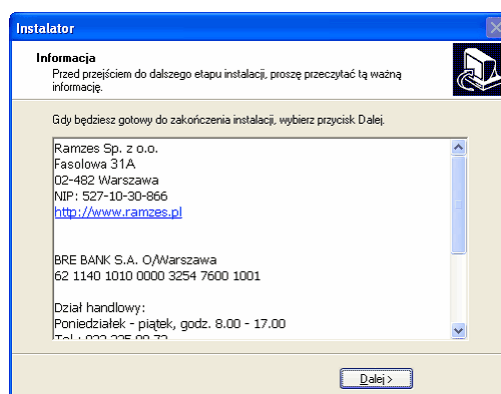 Instalator
Informacja
Przed przejściem do dalszego etapu instalacji, proszę przeczytać tą ważną
informację.
Gdy będziesz gotowy do zakończenia instalacji, wybierz przycisk Dalej.
Ramzes Sp. z o.o.
Fasolowa 31A
02-482 Warszawa
NIP: 527-10-30-866
http://www.ramzes.pl
BRE BANK S.A. O/Warszawa
62 1140 1010 0000 3254 7600 1001
Dział handlowy:
Poniedziałek - piątek, godz. 8.00 - 17.00
Dalej >